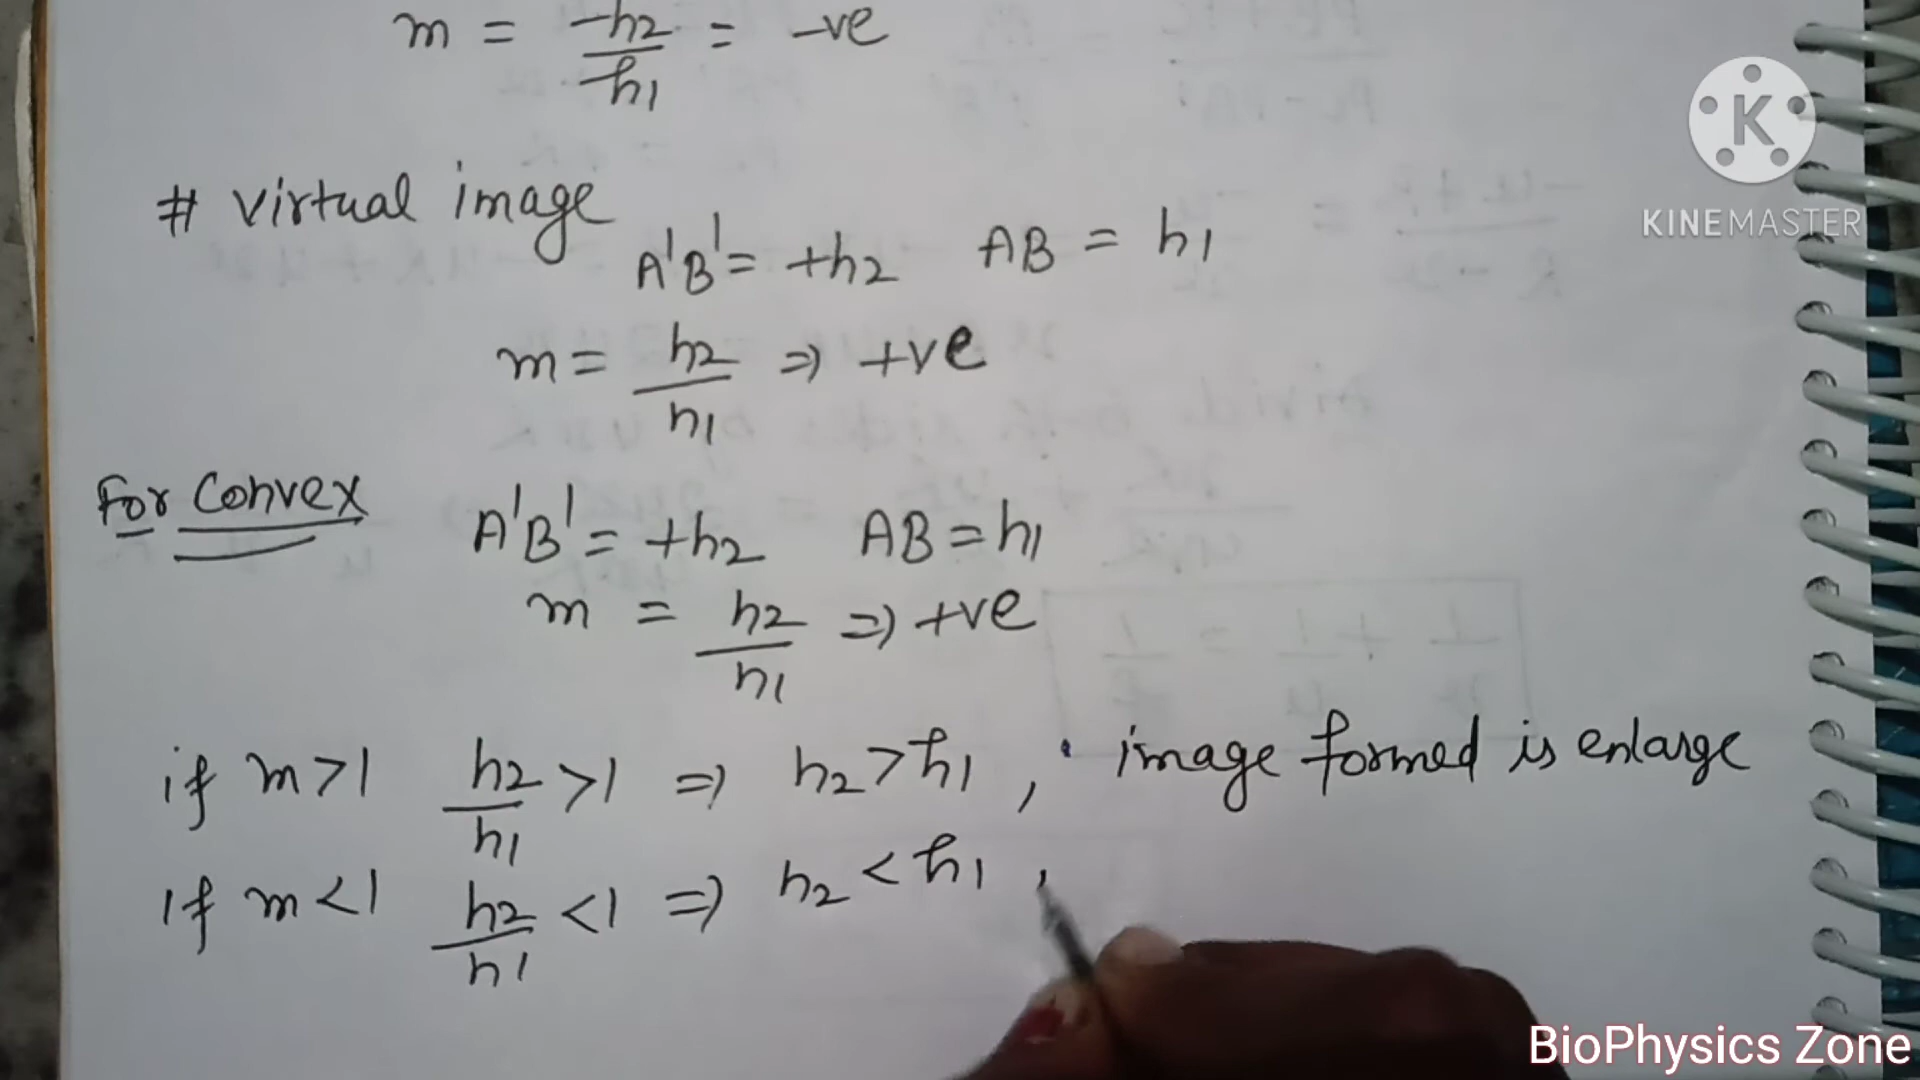 m = -h2/h1 = -ve
# virtual image
A'B' = +h2 AB = h1
m = h2/h1 => +ve
For Convex
A'B' = +h2 AB = h1
m = h2/h1 => +ve
if m>1 h2/h1 >1 => h2>h1 , image formed is enlarge
If m<1 h2/h1 <1 => h2 < h1 ,
K
KINEMASTER
BioPhysics Zone